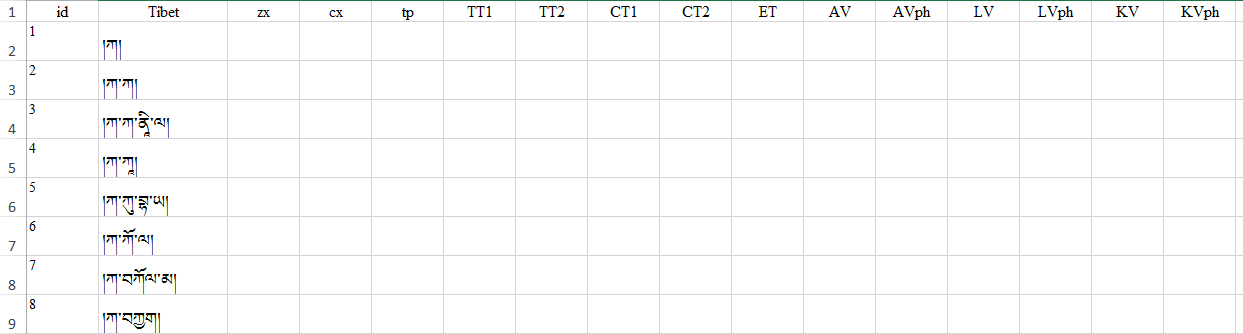 1 id Tibet zx cx tp TT1 TT2 CT1 CT2 ET AV AVph LV LVph KV KVph
2 1 །ཀ།
3 2 །ཀ་ཀ།
4 3 །ཀ་ཀ་ནཱི་ལ།
5 4 །ཀ་ཀཱ།
6 5 །ཀ་ཀུ་བྷ་ཡ།
7 6 །ཀ་ཀོ་ལ།
8 7 །ཀ་བཀོལ་མ།
9 8 །ཀ་བཀྱག།